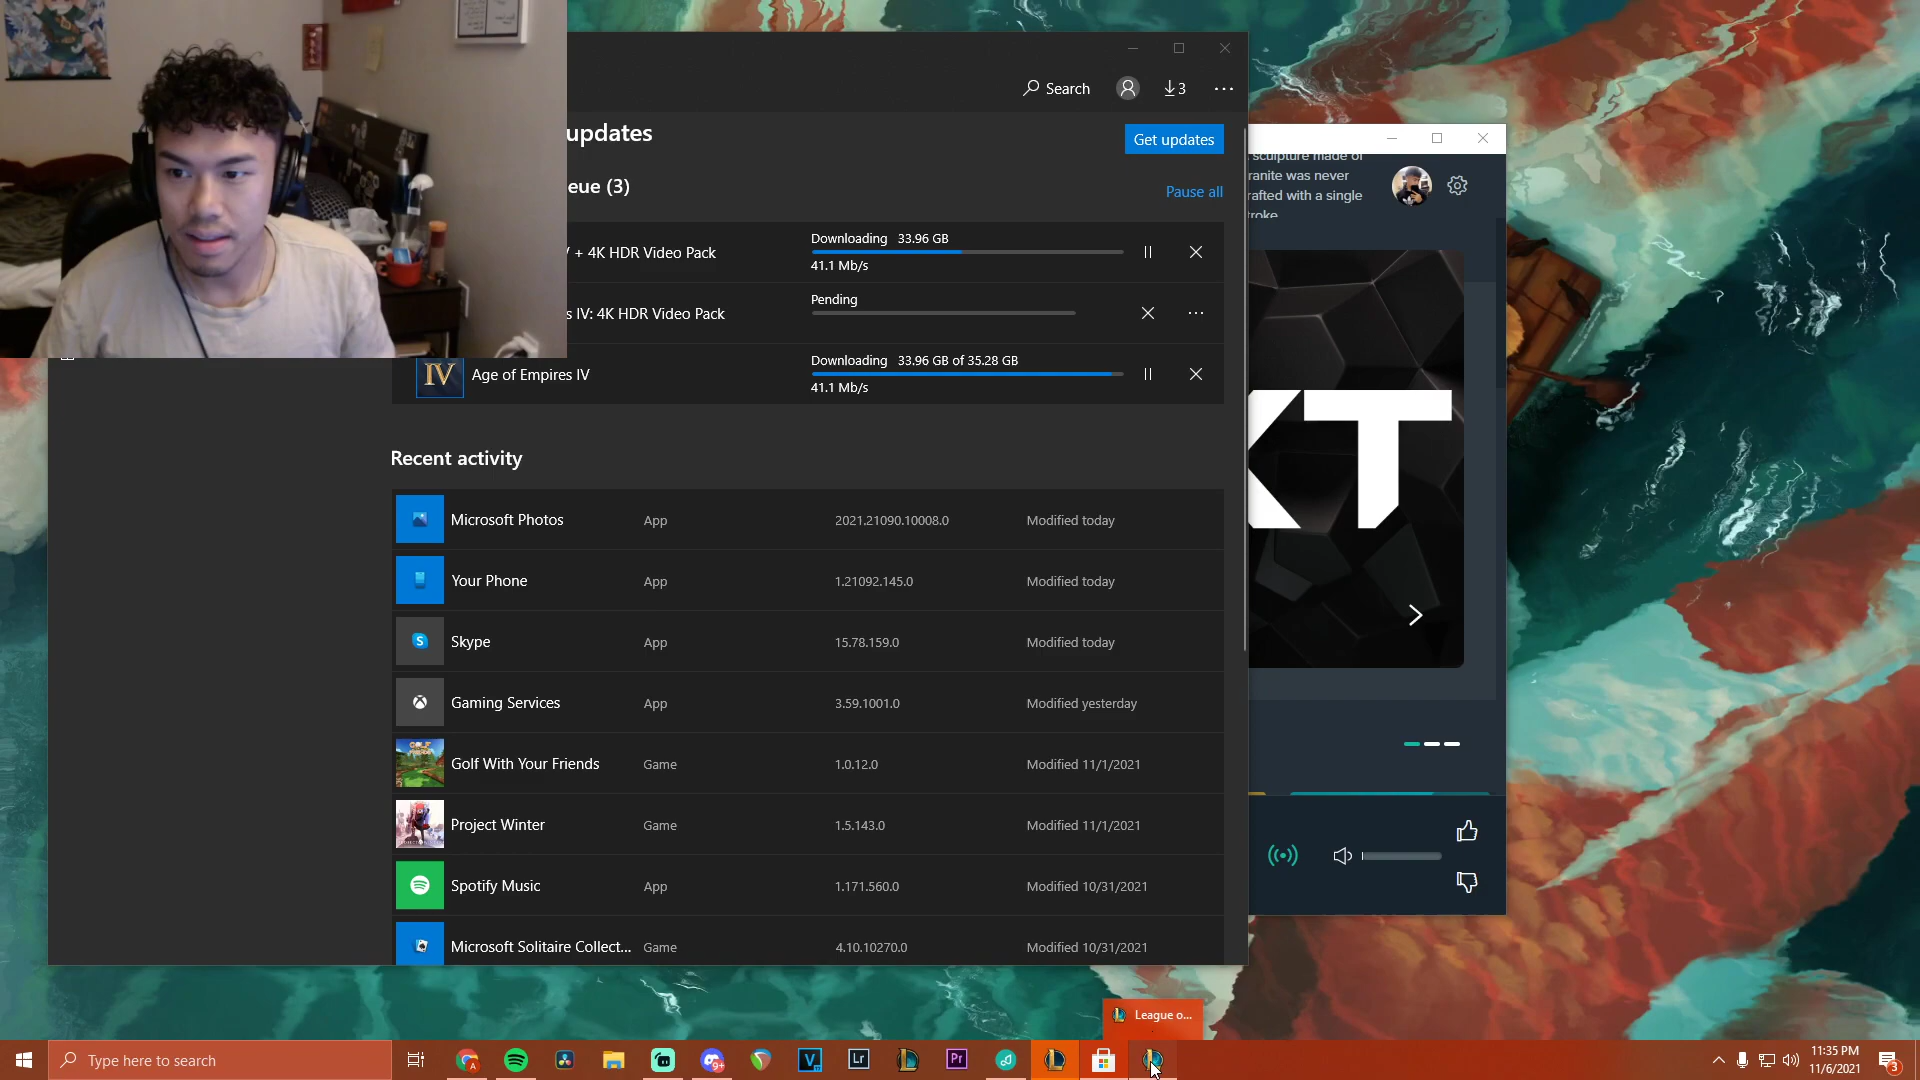 Search
3
updates
Get updates
eue (3)
Pause all
+ 4K HDR Video Pack
Downloading 33.96 GB
41.1 Mb/s
s IV: 4K HDR Video Pack
Pending
IV
Age of Empires IV
Downloading 33.96 GB of 35.28 GB
41.1 Mb/s
Recent activity
Microsoft Photos App 2021.21090.10008.0 Modified today
Your Phone App 1.21092.145.0 Modified today
Skype App 15.78.159.0 Modified today
Gaming Services App 3.59.1001.0 Modified yesterday
Golf With Your Friends Game 1.0.12.0 Modified 11/1/2021
Project Winter Game 1.5.143.0 Modified 11/1/2021
Spotify Music App 1.171.560.0 Modified 10/31/2021
Microsoft Solitaire Collect... Game 4.10.10270.0 Modified 10/31/2021
sculpture made of
ranite was never
rafted with a single
troke
XT
League o...
Type here to search
A
9+
V
Lr
Pr
11:35 PM
11/6/2021
3